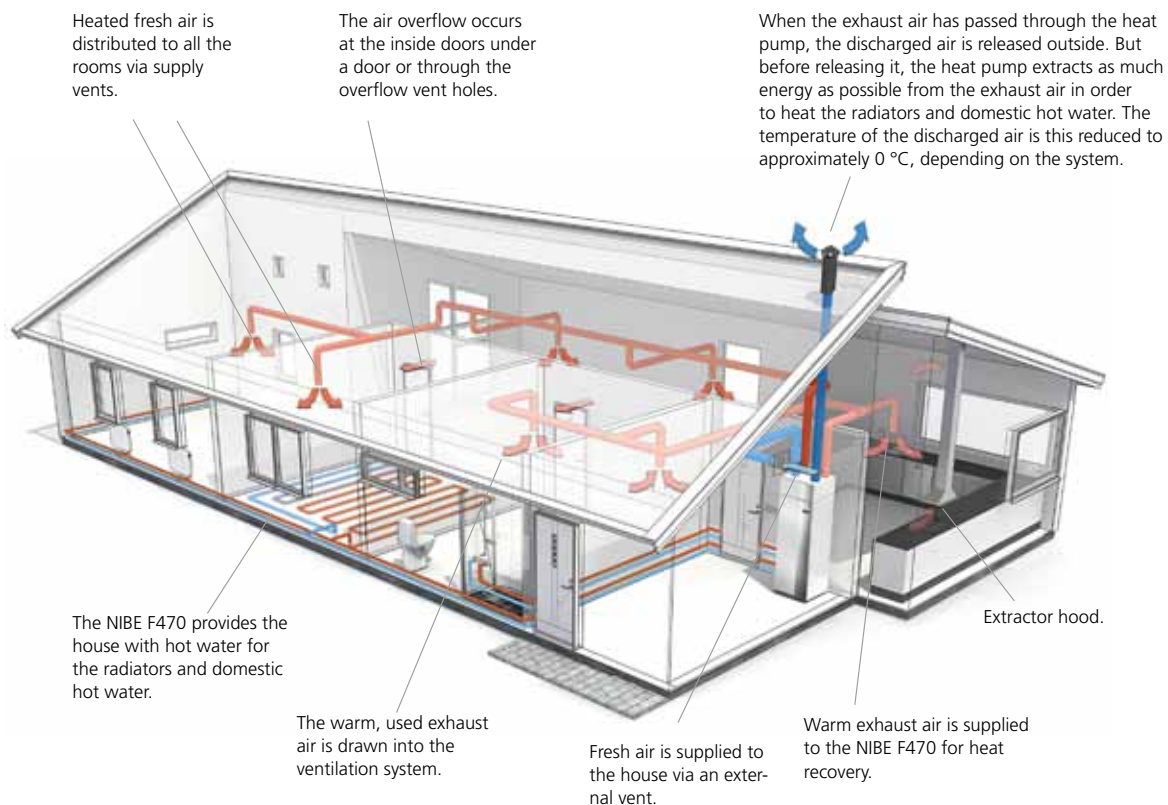 Heated fresh air is
distributed to all the
rooms via supply
vents.
The air overflow occurs
at the inside doors under
a door or through the
overflow vent holes.
When the exhaust air has passed through the heat
pump, the discharged air is released outside. But
before releasing it, the heat pump extracts as much
energy as possible from the exhaust air in order
to heat the radiators and domestic hot water. The
temperature of the discharged air is this reduced to
approximately 0 °C, depending on the system.
The NIBE F470 provides the
house with hot water for
the radiators and domestic
hot water.
The warm, used exhaust
air is drawn into the
ventilation system.
Fresh air is supplied to
the house via an exter-
nal vent.
Warm exhaust air is supplied
to the NIBE F470 for heat
recovery.
Extractor hood.